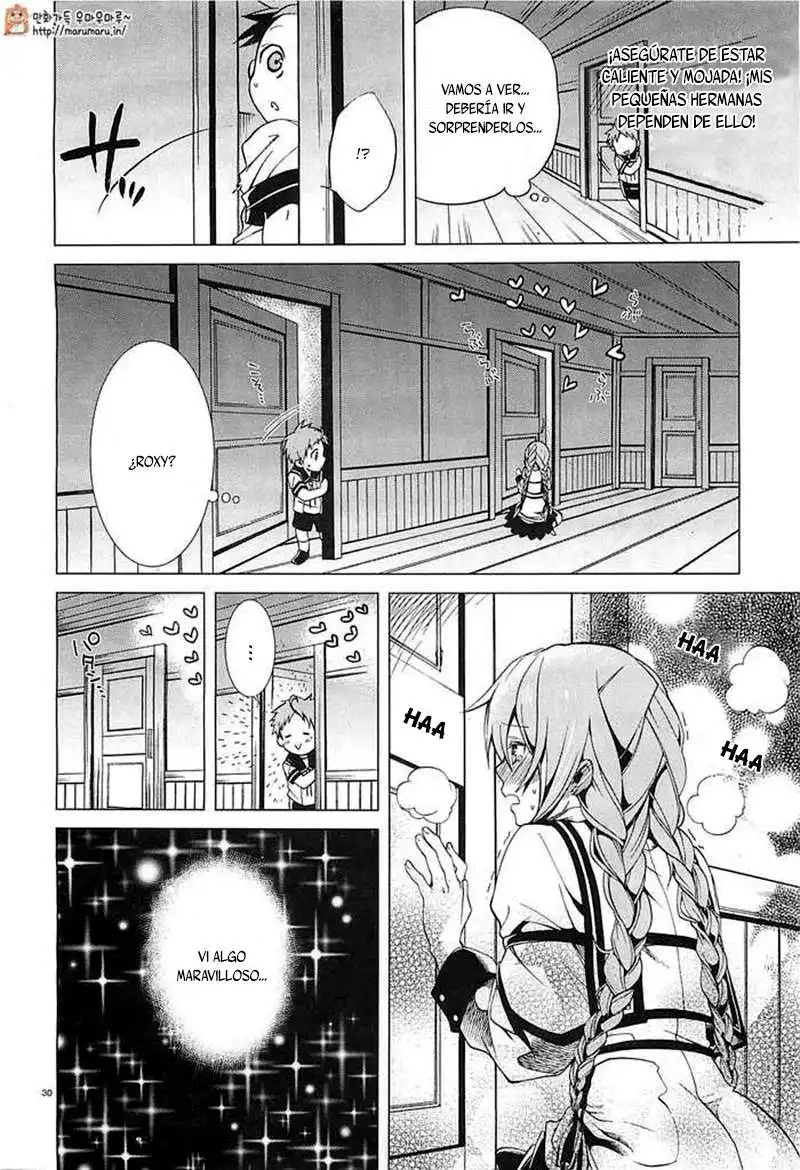 만화가득 우마우마루~
http://marumaru.in/
¡ASEGÚRATE DE ESTAR
CALIENTE Y MOJADA! ¡MIS
PEQUEÑAS HERMANAS
DEPENDEN DE ELLO!
VAMOS A VER...
DEBERÍA IR Y
SORPRENDERLOS...
!?
¿ROXY?
HAA
HAA
HAA
...
VI ALGO
MARAVILLOSO...
30